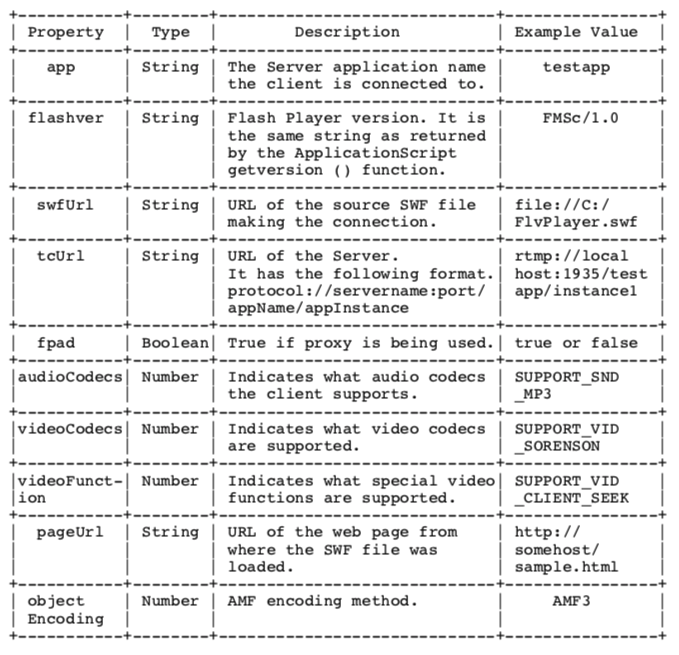 +-----------+--------+-----------------------------+----------------+
| Property  |  Type  |        Description          | Example Value  |
+-----------+--------+-----------------------------+----------------+
|   app     | String | The Server application name |    testapp     |
|           |        | the client is connected to. |                |
+-----------+--------+-----------------------------+----------------+
| flashver  | String | Flash Player version. It is |    FMSc/1.0    |
|           |        | the same string as returned |                |
|           |        | by the ApplicationScript    |                |
|           |        | getversion () function.     |                |
+-----------+--------+-----------------------------+----------------+
|  swfUrl   | String | URL of the source SWF file  | file://C:/     |
|           |        | making the connection.      | FlvPlayer.swf  |
+-----------+--------+-----------------------------+----------------+
|  tcUrl    | String | URL of the Server.          | rtmp://local   |
|           |        | It has the following format.| host:1935/test |
|           |        | protocol://servername:port/ | app/instance1  |
|           |        | appName/appInstance         |                |
+-----------+--------+-----------------------------+----------------+
|  fpad     | Boolean| True if proxy is being used.| true or false  |
+-----------+--------+-----------------------------+----------------+
|audioCodecs| Number | Indicates what audio codecs | SUPPORT_SND    |
|           |        | the client supports.        | _MP3           |
+-----------+--------+-----------------------------+----------------+
|videoCodecs| Number | Indicates what video codecs | SUPPORT_VID    |
|           |        | are supported.              | _SORENSON      |
+-----------+--------+-----------------------------+----------------+
|videoFunct-| Number | Indicates what special video| SUPPORT_VID    |
|ion        |        | functions are supported.    | _CLIENT_SEEK   |
+-----------+--------+-----------------------------+----------------+
|  pageUrl  | String | URL of the web page from    | http://        |
|           |        | where the SWF file was      | somehost/      |
|           |        | loaded.                     | sample.html    |
+-----------+--------+-----------------------------+----------------+
| object    | Number | AMF encoding method.        |     AMF3       |
| Encoding  |        |                             |                |
+-----------+--------+-----------------------------+----------------+